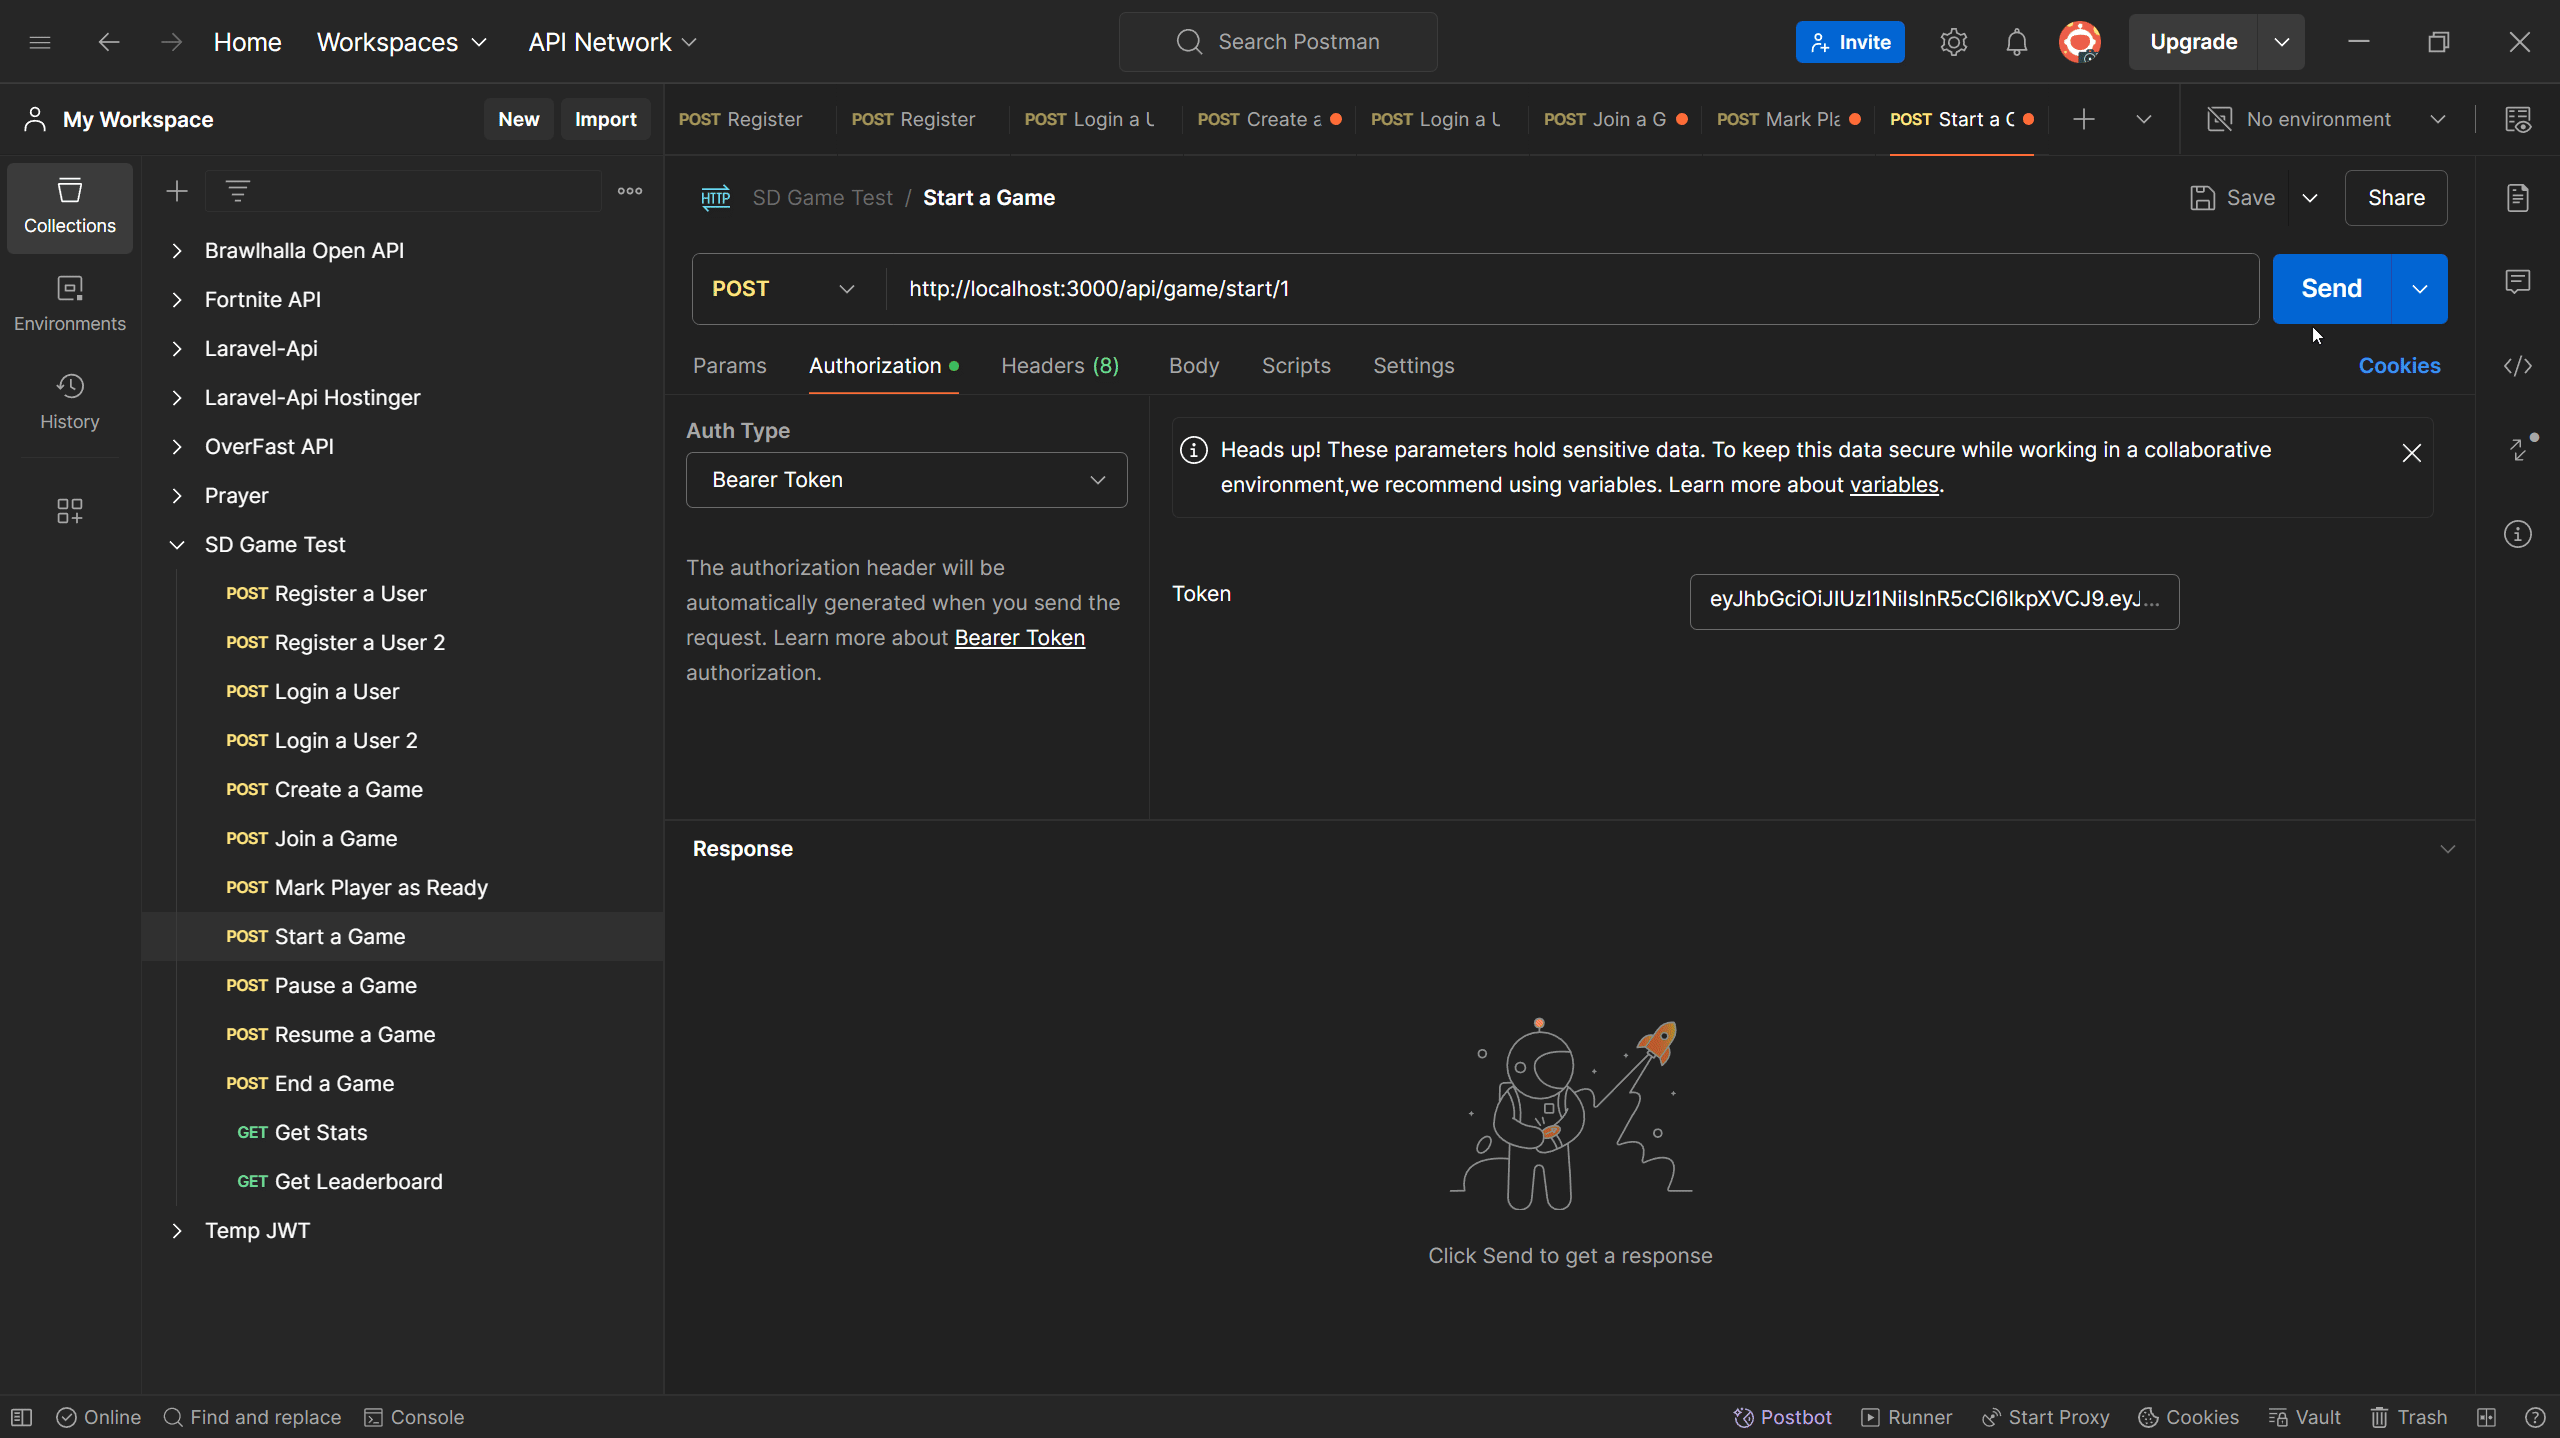 Home Workspaces API Network Search Postman Invite Upgrade
My Workspace New Import
POST Register POST Register POST Login a U POST Create a POST Login a U POST Join a G POST Mark Pla POST Start a No environment
Collections
Environments
History
Brawlhalla Open API
Fortnite API
Laravel-Api
Laravel-Api Hostinger
OverFast API
Prayer
SD Game Test
POST Register a User
POST Register a User 2
POST Login a User
POST Login a User 2
POST Create a Game
POST Join a Game
POST Mark Player as Ready
POST Start a Game
POST Pause a Game
POST Resume a Game
POST End a Game
GET Get Stats
GET Get Leaderboard
Temp JWT
HTTP SD Game Test / Start a Game Save Share
POST http://localhost:3000/api/game/start/1 Send
Params Authorization Headers (8) Body Scripts Settings Cookies
Auth Type
Bearer Token
The authorization header will be
automatically generated when you send the
request. Learn more about Bearer Token
authorization.
Heads up! These parameters hold sensitive data. To keep this data secure while working in a collaborative
environment,we recommend using variables. Learn more about variables.
Token eyJhbGciOiJIUzI1NiIsInR5cCI6IkpXVCJ9.eyJ...
Response
Click Send to get a response
Online Find and replace Console Postbot Runner Start Proxy Cookies Vault Trash